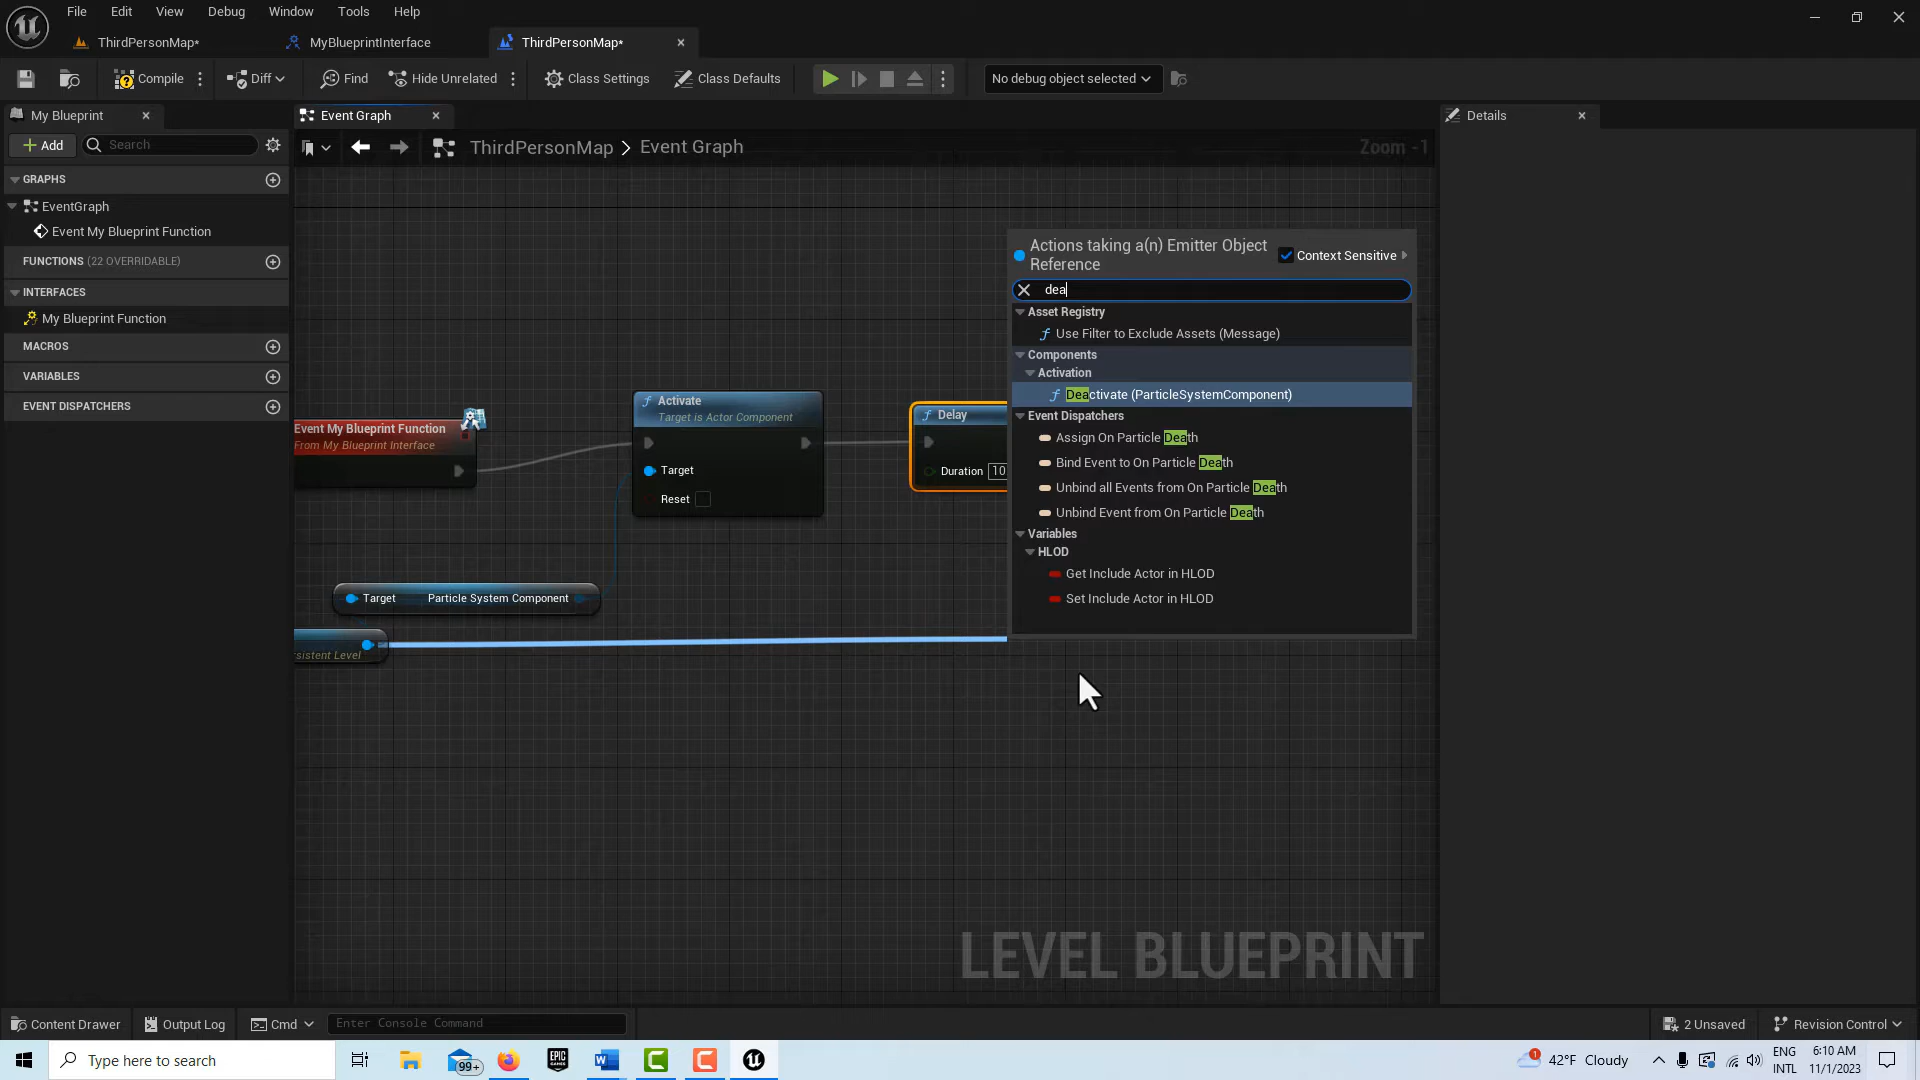 File Edit View Debug Window Tools Help
ThirdPersonMap* MyBlueprintInterface ThirdPersonMap*
Compile Diff Find Hide Unrelated Class Settings Class Defaults No debug object selected
My Blueprint Event Graph Details
Add Search ThirdPersonMap > Event Graph Zoom -1
GRAPHS
EventGraph
Event My Blueprint Function
FUNCTIONS (22 OVERRIDABLE)
INTERFACES
My Blueprint Function
MACROS
VARIABLES
EVENT DISPATCHERS
Event My Blueprint Function
From My Blueprint Interface
Activate
Target is Actor Component
Target
Reset
Delay
Duration 10
Target Particle System Component
sistent Level
Actions taking a(n) Emitter Object
Reference
Context Sensitive
dea
Asset Registry
Use Filter to Exclude Assets (Message)
Components
Activation
Deactivate (ParticleSystemComponent)
Event Dispatchers
Assign On Particle Death
Bind Event to On Particle Death
Unbind all Events from On Particle Death
Unbind Event from On Particle Death
Variables
HLOD
Get Include Actor in HLOD
Set Include Actor in HLOD
LEVEL BLUEPRINT
Content Drawer Output Log Cmd Enter Console Command 2 Unsaved Revision Control
Type here to search 99+ EPIC GAMES 1 42°F Cloudy ENG INTL 6:10 AM 11/1/2023